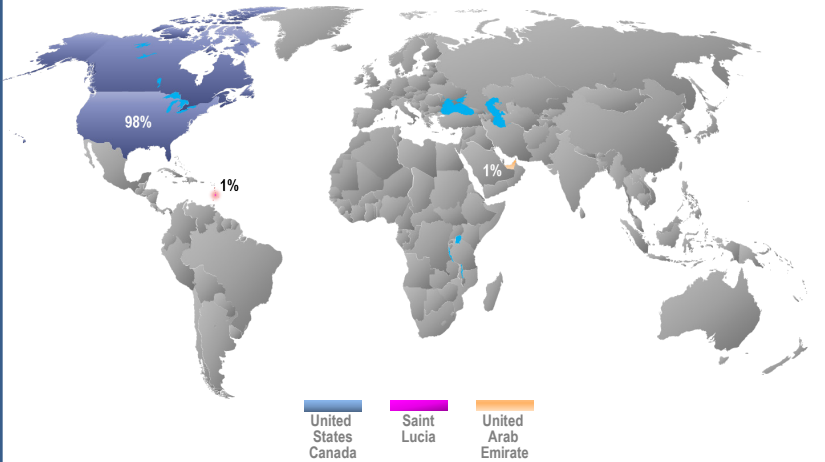 98%
1%
1%
United
States
Canada
Saint
Lucia
United
Arab
Emirate